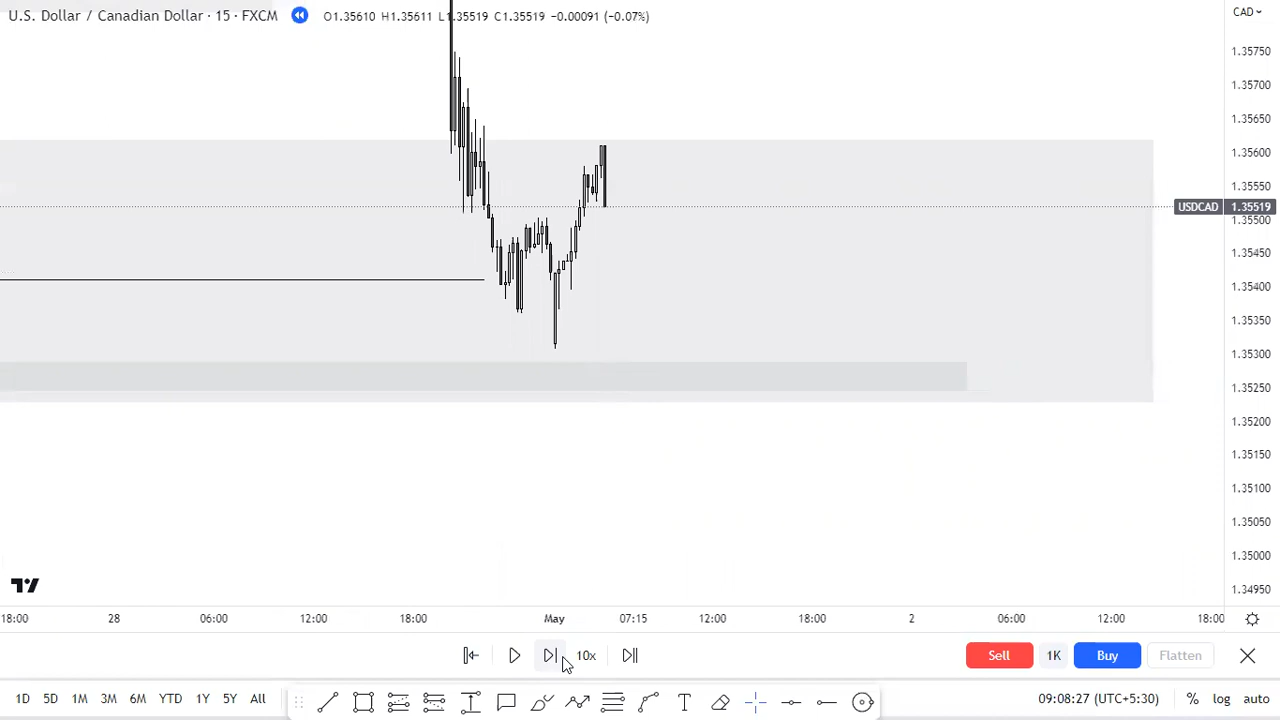 U.S. Dollar / Canadian Dollar · 15 · FXCM O1.35610 H1.35611 L1.35519 C1.35519 −0.00091 (−0.07%)
CAD
1.35750
1.35700
1.35650
1.35600
1.35550
USDCAD 1.35519
1.35500
1.35450
1.35400
1.35350
1.35300
1.35250
1.35200
1.35150
1.35100
1.35050
1.35000
1.34950
18:00 28 06:00 12:00 18:00 May 07:15 12:00 18:00 2 06:00 12:00 18:00
10x Sell 1K Buy Flatten
1D 5D 1M 3M 6M YTD 1Y 5Y All T 09:08:27 (UTC+5:30) % log auto